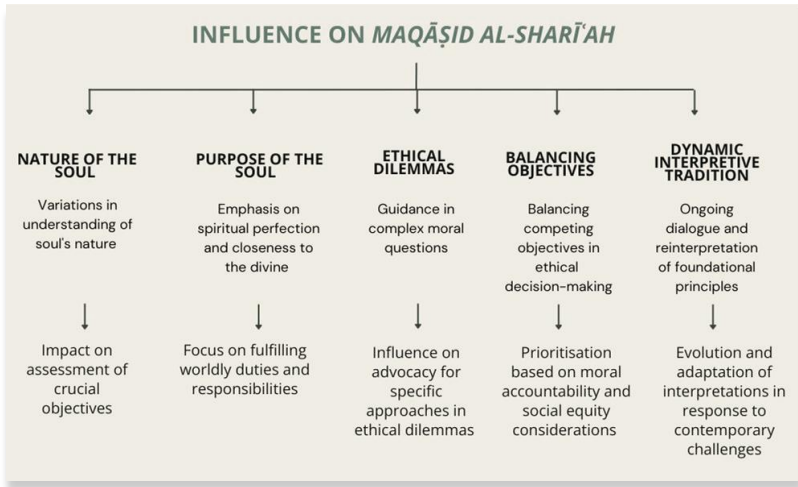 INFLUENCE ON MAQĀṢID AL-SHARĪʿAH
NATURE OF THE
SOUL
Variations in
understanding of
soul's nature
Impact on
assessment of
crucial
objectives
PURPOSE OF THE
SOUL
Emphasis on
spiritual perfection
and closeness to
the divine
Focus on fulfilling
worldly duties and
responsibilities
ETHICAL
DILEMMAS
Guidance in
complex moral
questions
Influence on
advocacy for
specific
approaches in
ethical dilemmas
BALANCING
OBJECTIVES
Balancing
competing
objectives in
ethical
decision-making
Prioritisation
based on moral
accountability and
social equity
considerations
DYNAMIC
INTERPRETIVE
TRADITION
Ongoing
dialogue and
reinterpretation
of foundational
principles
Evolution and
adaptation of
interpretations in
response to
contemporary
challenges